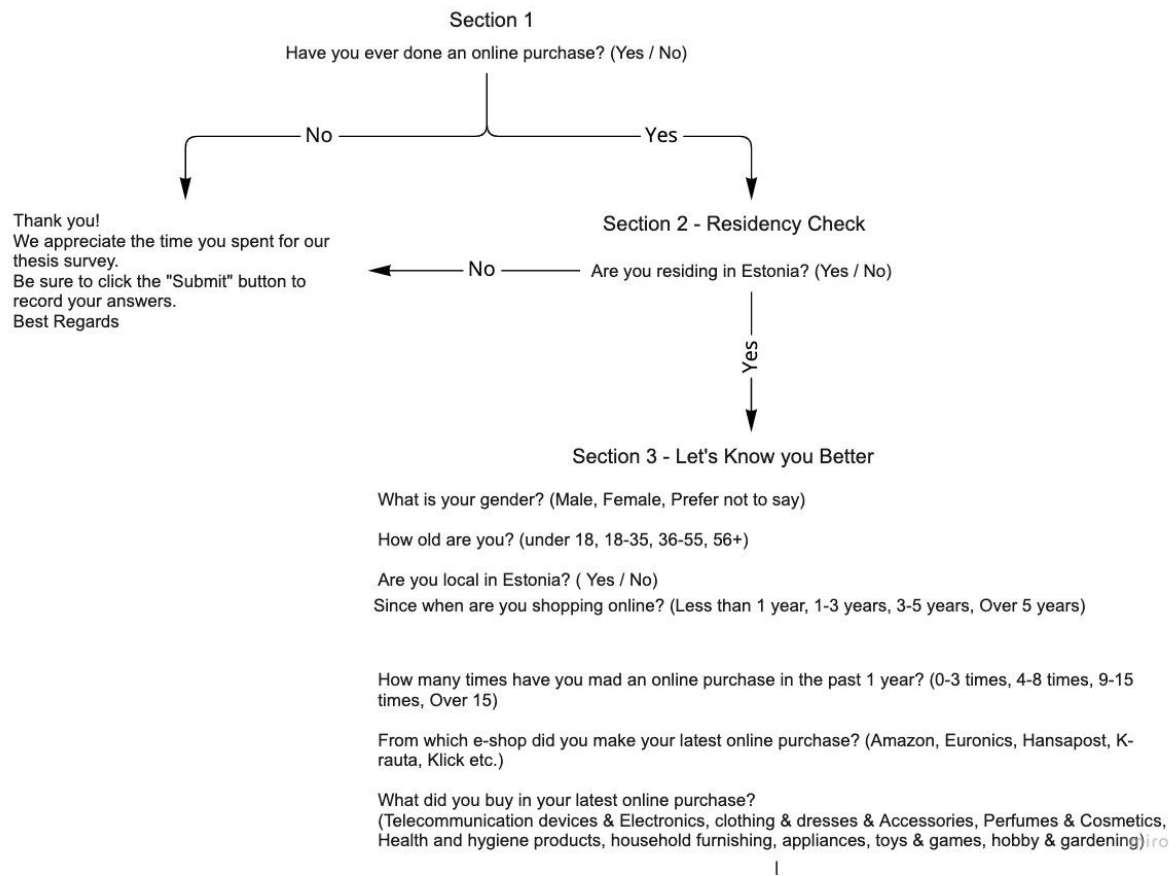 Section 1
Have you ever done an online purchase? (Yes / No)
No
Yes
Thank you!
We appreciate the time you spent for our
thesis survey.
Be sure to click the "Submit" button to
record your answers.
Best Regards
Section 2 - Residency Check
No
Are you residing in Estonia? (Yes / No)
Yes
Section 3 - Let's Know you Better
What is your gender? (Male, Female, Prefer not to say)
How old are you? (under 18, 18-35, 36-55, 56+)
Are you local in Estonia? ( Yes / No)
Since when are you shopping online? (Less than 1 year, 1-3 years, 3-5 years, Over 5 years)
How many times have you mad an online purchase in the past 1 year? (0-3 times, 4-8 times, 9-15
times, Over 15)
From which e-shop did you make your latest online purchase? (Amazon, Euronics, Hansapost, K-
rauta, Klick etc.)
What did you buy in your latest online purchase?
(Telecommunication devices & Electronics, clothing & dresses & Accessories, Perfumes & Cosmetics,
Health and hygiene products, household furnishing, appliances, toys & games, hobby & gardening)